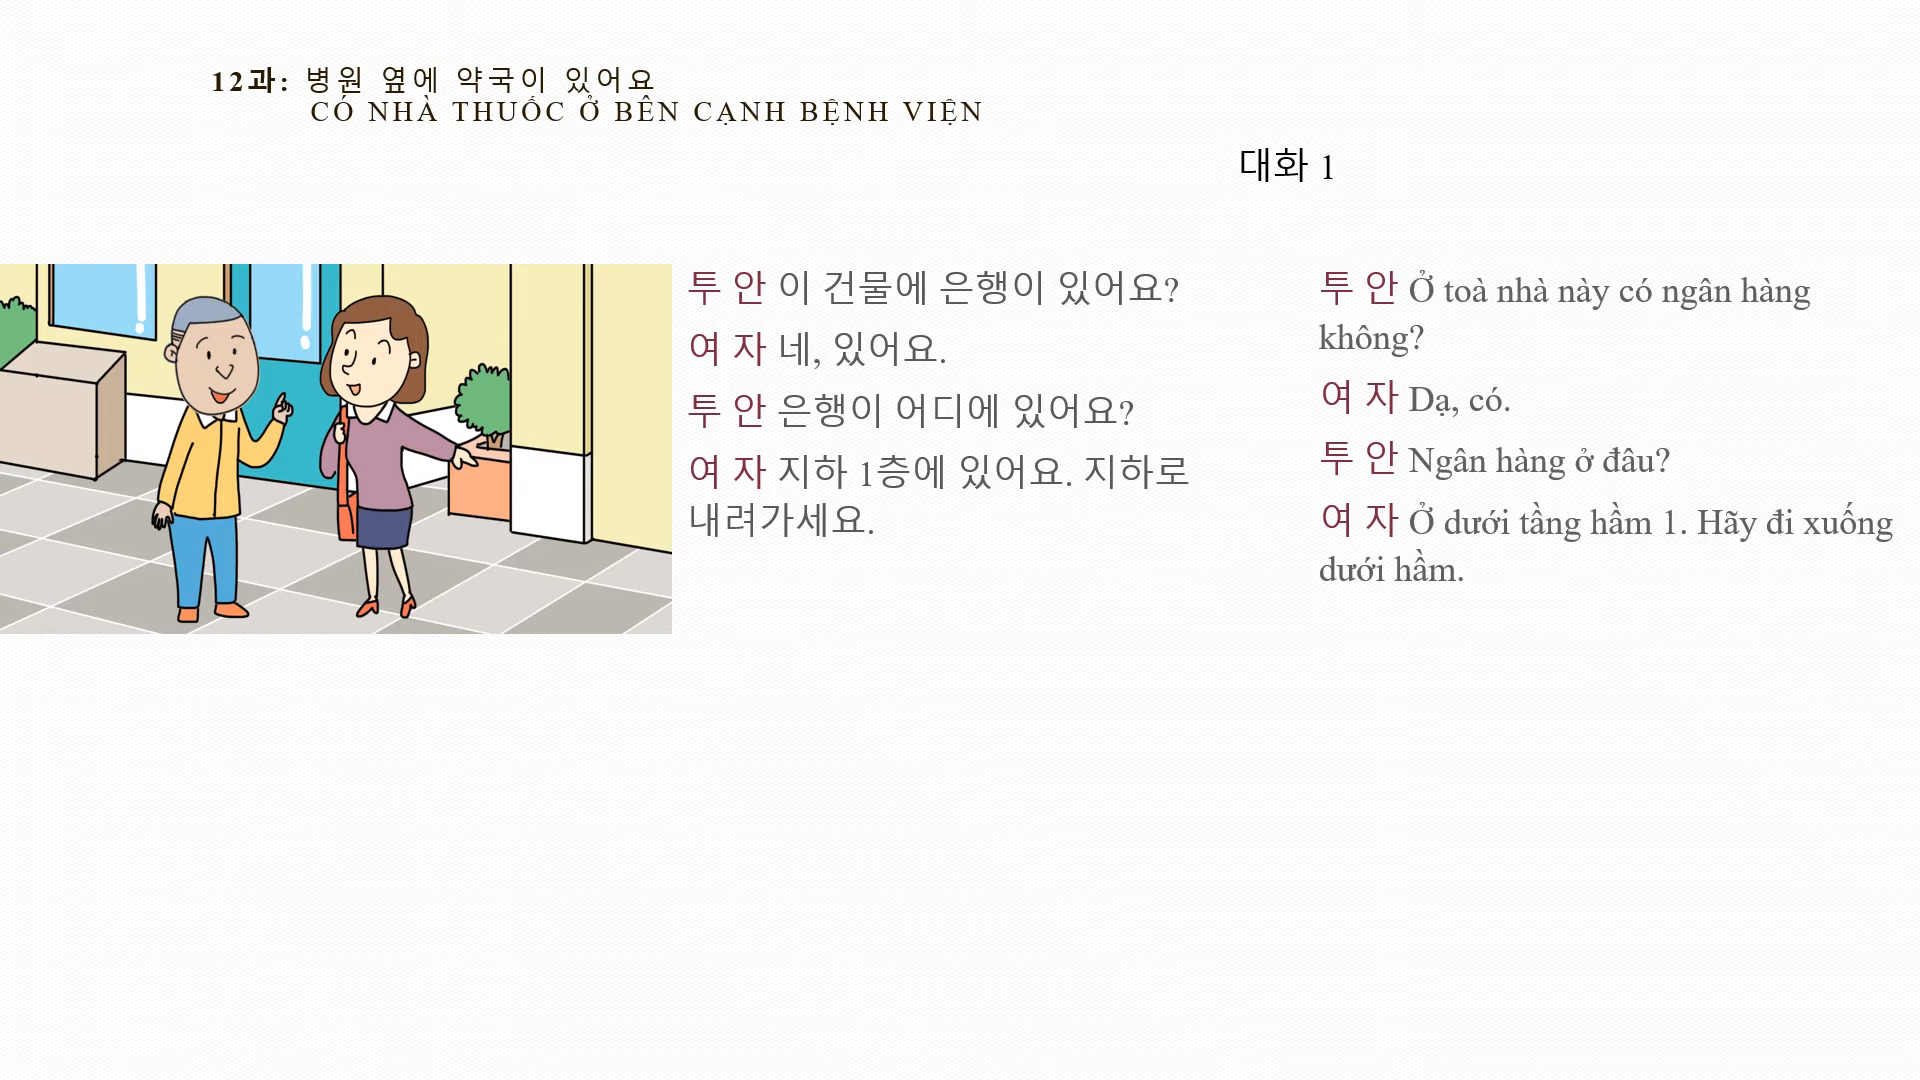 12과: 병원 옆에 약국이 있어요
CÓ NHÀ THUỐC Ở BÊN CẠNH BỆNH VIỆN
대화 1
투 안 이 건물에 은행이 있어요?
여 자 네, 있어요.
투 안 은행이 어디에 있어요?
여 자 지하 1층에 있어요. 지하로
내려가세요.
투 안 Ở toà nhà này có ngân hàng
không?
여 자 Dạ, có.
투 안 Ngân hàng ở đâu?
여 자 Ở dưới tầng hầm 1. Hãy đi xuống
dưới hầm.